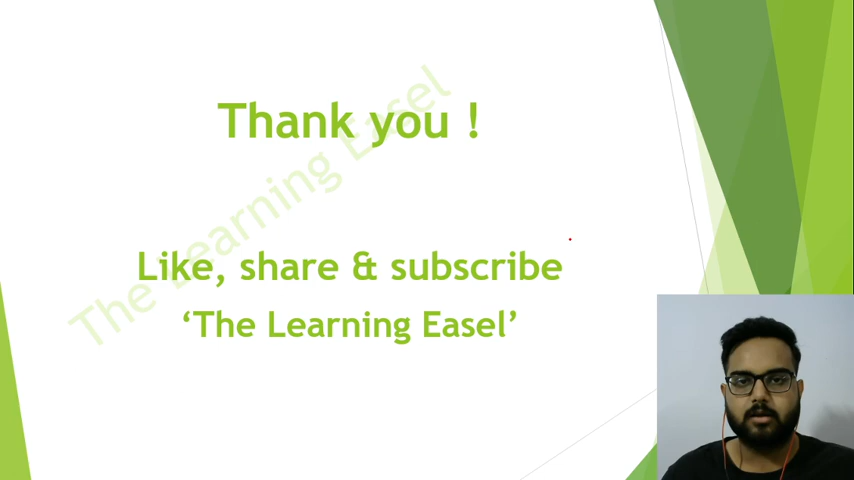 Thank you !
Like, share & subscribe
‘The Learning Easel’
The Learning Easel